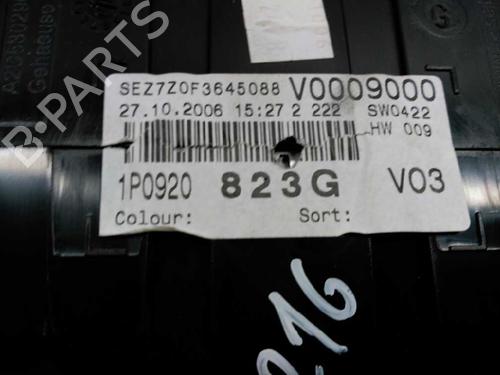 SEZ7Z0F3645088 V0009000
27.10.2006 15:27 2 222 SW0422
HW 009
1P0920 823G V03
Colour: Sort:
Gehäuse
216
B-PARTS